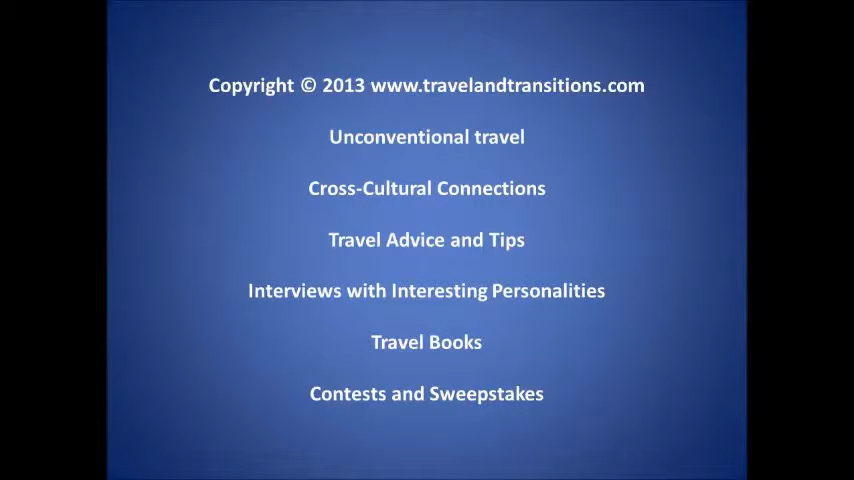 Copyright © 2013 www.travelandtransitions.com
Unconventional travel
Cross-Cultural Connections
Travel Advice and Tips
Interviews with Interesting Personalities
Travel Books
Contests and Sweepstakes